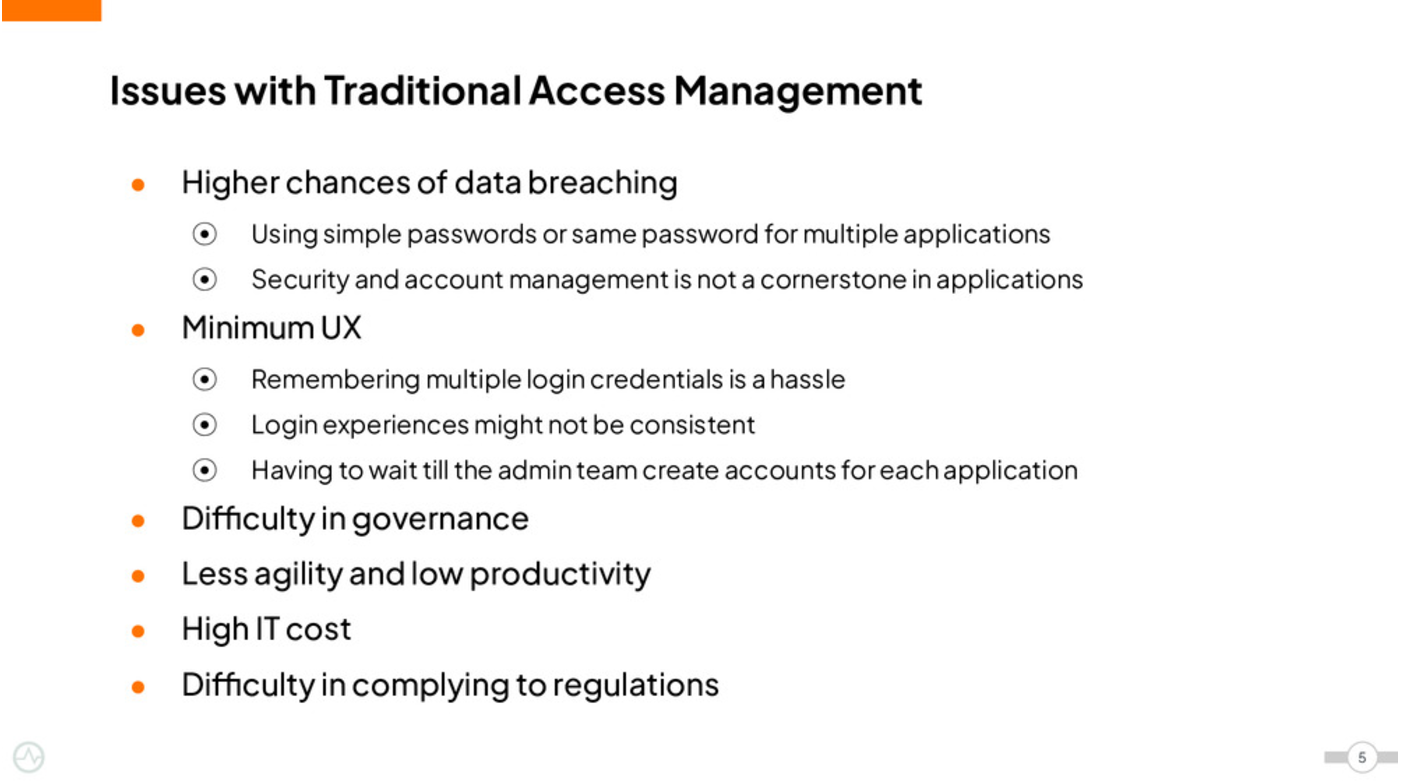 Issues with Traditional Access Management
Higher chances of data breaching
Using simple passwords or same password for multiple applications
Security and account management is not a cornerstone in applications
Minimum UX
Remembering multiple login credentials is a hassle
Login experiences might not be consistent
Having to wait till the admin team create accounts for each application
Difficulty in governance
Less agility and low productivity
High IT cost
Difficulty in complying to regulations
5